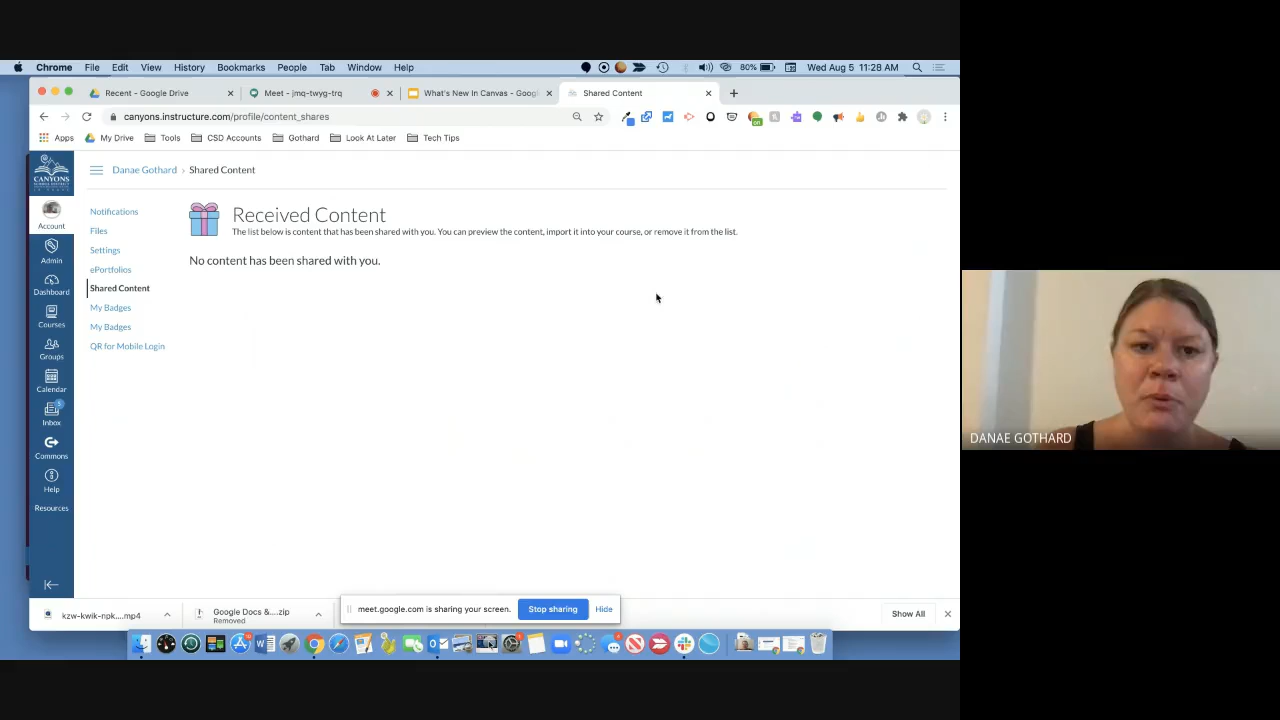 Chrome File Edit View History Bookmarks People Tab Window Help 80% Wed Aug 5 11:28 AM
Recent - Google Drive Meet - jmq-twyg-trq What's New In Canvas - Goog Shared Content
canyons.instructure.com/profile/content_shares
Apps My Drive Tools CSD Accounts Gothard Look At Later Tech Tips
CANYONS
Danae Gothard › Shared Content
Account
Admin
Dashboard
Courses
Groups
Calendar
5
Inbox
Commons
Help
Resources
Notifications
Files
Settings
ePortfolios
Shared Content
My Badges
My Badges
QR for Mobile Login
Received Content
The list below is content that has been shared with you. You can preview the content, import it into your course, or remove it from the list.
No content has been shared with you.
DANAE GOTHARD
kzw-kwik-npk....mp4
Google Docs &....zip
Removed
meet.google.com is sharing your screen. Stop sharing Hide
Show All